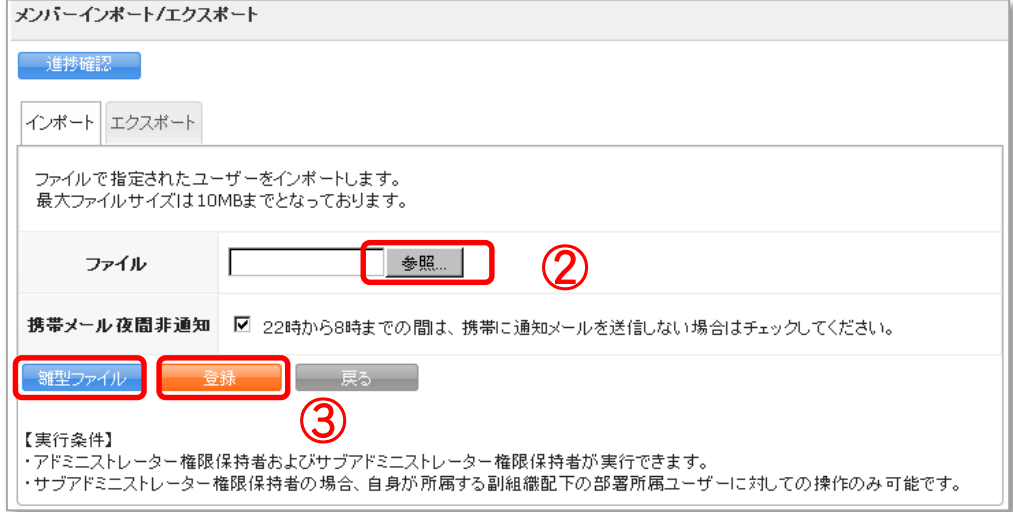 メンバーインポート/エクスポート
進捗確認
インポート エクスポート
ファイルで指定されたユーザーをインポートします。
最大ファイルサイズは10MBまでとなっております。
ファイル 参照... ②
携帯メール夜間非通知 22時から8時までの間は、携帯に通知メールを送信しない場合はチェックしてください。
雛型ファイル 登録 戻る
③
【実行条件】
・アドミニストレーター権限保持者およびサブアドミニストレーター権限保持者が実行できます。
・サブアドミニストレーター権限保持者の場合、自身が所属する副組織配下の部署所属ユーザーに対しての操作のみ可能です。